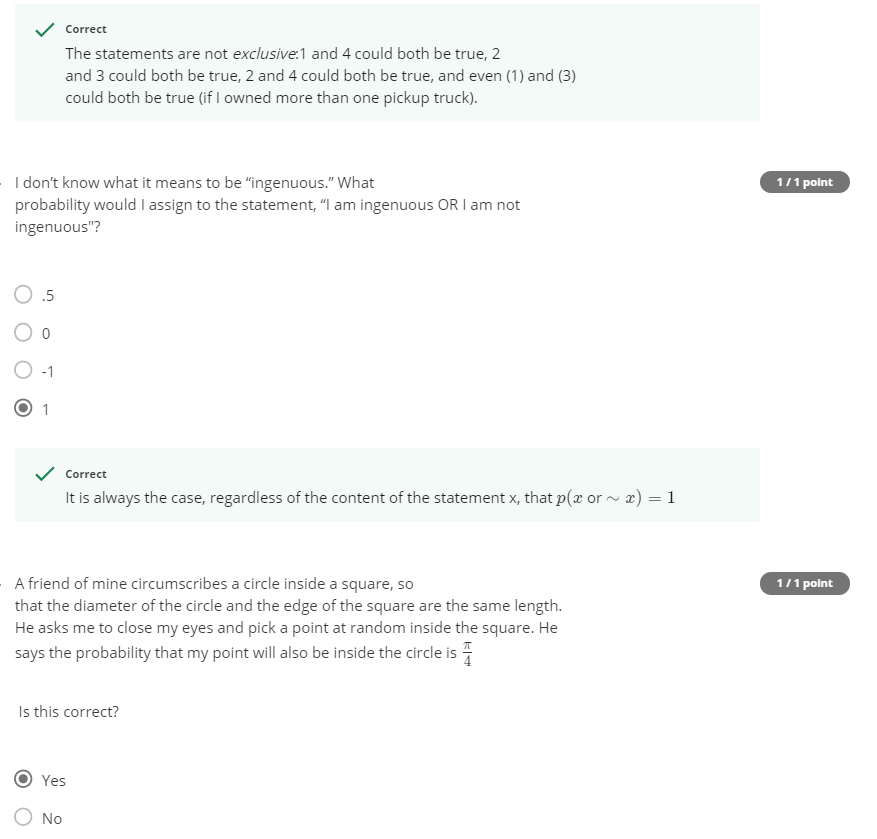 Correct
The statements are not exclusive:1 and 4 could both be true, 2
and 3 could both be true, 2 and 4 could both be true, and even (1) and (3)
could both be true (if I owned more than one pickup truck).
I don't know what it means to be “ingenuous.” What
1 / 1 point
probability would I assign to the statement, “I am ingenuous OR I am not
ingenuous"?
.5
0
-1
1
Correct
It is always the case, regardless of the content of the statement x, that p(x or ∼ x) = 1
A friend of mine circumscribes a circle inside a square, so
1 / 1 point
that the diameter of the circle and the edge of the square are the same length.
He asks me to close my eyes and pick a point at random inside the square. He
says the probability that my point will also be inside the circle is π/4
Is this correct?
Yes
No